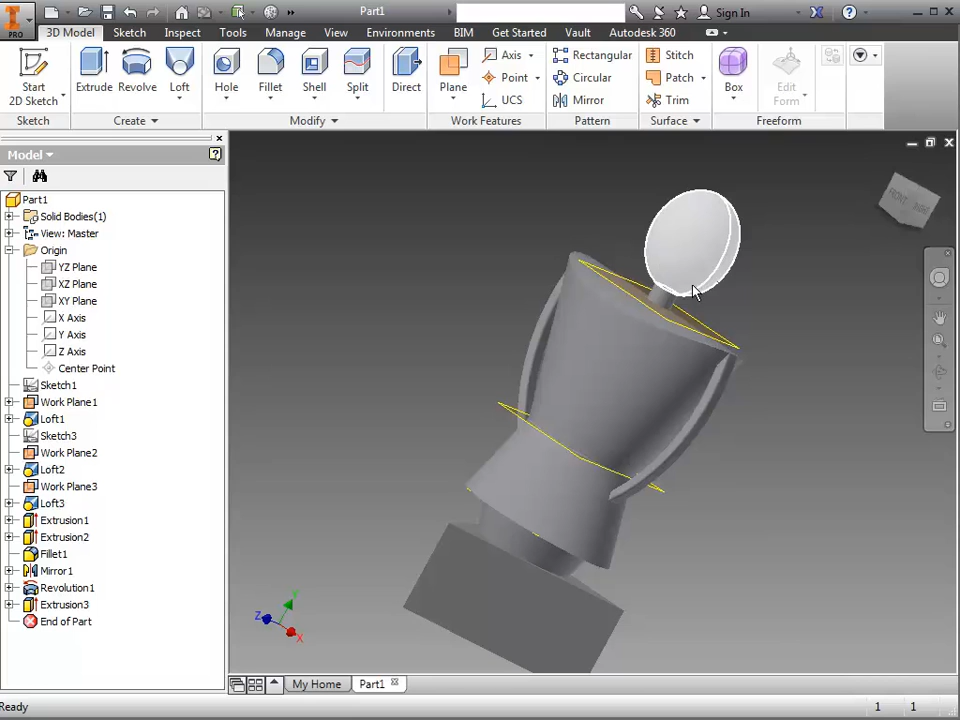 PRO
Part1
Sign In
3D Model Sketch Inspect Tools Manage View Environments BIM Get Started Vault Autodesk 360
Start
2D Sketch
Extrude Revolve Loft
Hole Fillet Shell Split Direct
Plane
Axis
Point
UCS
Rectangular
Circular
Mirror
Stitch
Patch
Trim
Box
Edit
Form
Sketch Create Modify Work Features Pattern Surface Freeform
Model
Part1
Solid Bodies(1)
View: Master
Origin
YZ Plane
XZ Plane
XY Plane
X Axis
Y Axis
Z Axis
Center Point
Sketch1
Work Plane1
Loft1
Sketch3
Work Plane2
Loft2
Work Plane3
Loft3
Extrusion1
Extrusion2
Fillet1
Mirror1
Revolution1
Extrusion3
End of Part
Y
Z
X
My Home Part1
Ready
1 1